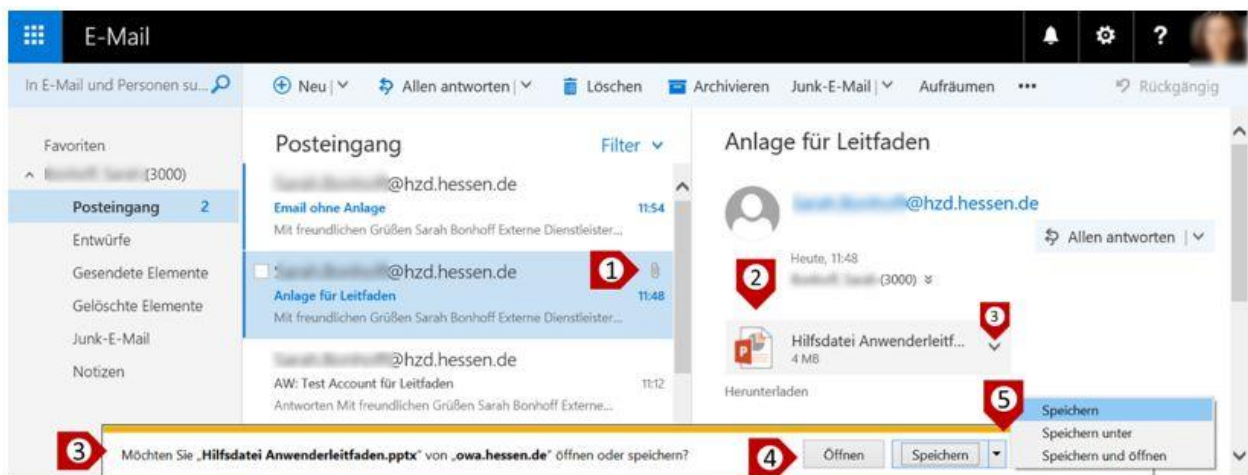 E-Mail
?
In E-Mail und Personen su...
Neu
Allen antworten
Löschen
Archivieren
Junk-E-Mail
Aufräumen
•••
Rückgängig
Favoriten
(3000)
Posteingang 2
Entwürfe
Gesendete Elemente
Gelöschte Elemente
Junk-E-Mail
Notizen
Posteingang
Filter
@hzd.hessen.de
Email ohne Anlage 11:54
Mit freundlichen Grüßen Sarah Bonhoff Externe Dienstleister...
@hzd.hessen.de 1
Anlage für Leitfaden 11:48
Mit freundlichen Grüßen Sarah Bonhoff Externe Dienstleister...
@hzd.hessen.de
AW: Test Account für Leitfaden 11:12
Antworten Mit freundlichen Grüßen Sarah Bonhoff Externe...
Anlage für Leitfaden
@hzd.hessen.de
Allen antworten
Heute, 11:48
2 (3000)
3
Hilfsdatei Anwenderleitf...
4 MB
Herunterladen
5
Speichern
Speichern unter
Speichern und öffnen
3 Möchten Sie „Hilfsdatei Anwenderleitfaden.pptx" von „owa.hessen.de" öffnen oder speichern? 4 Öffnen Speichern